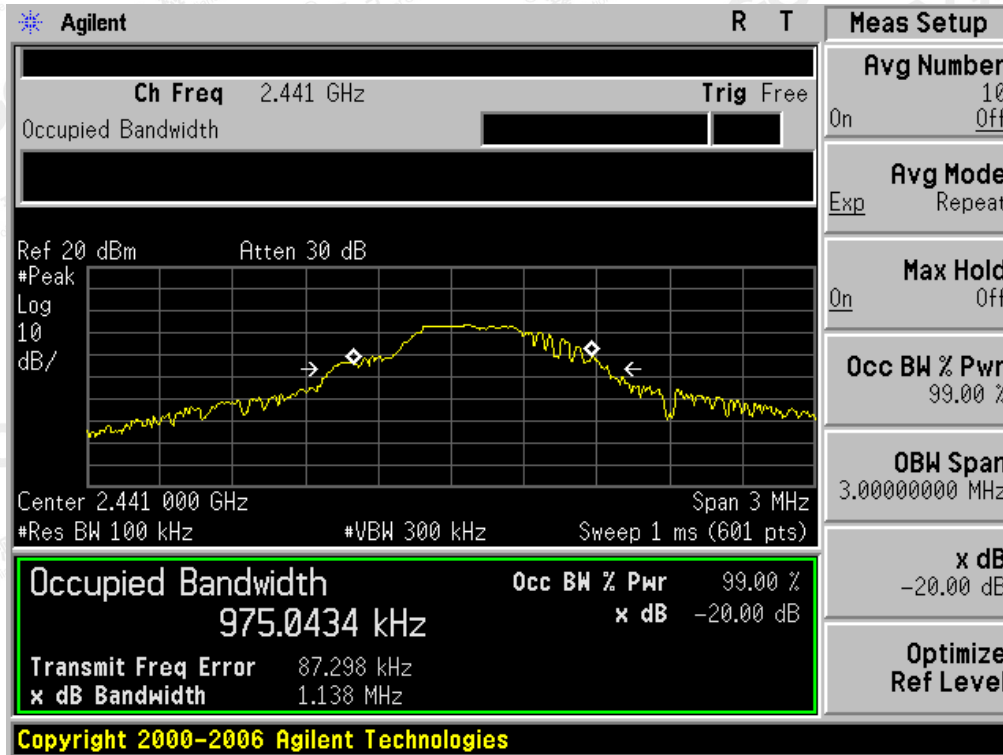 Agilent R T
Ch Freq 2.441 GHz Trig Free
Occupied Bandwidth
Ref 20 dBm Atten 30 dB
#Peak
Log
10
dB/
Center 2.441 000 GHz Span 3 MHz
#Res BW 100 kHz #VBW 300 kHz Sweep 1 ms (601 pts)
Occupied Bandwidth Occ BW % Pwr 99.00 %
975.0434 kHz x dB -20.00 dB
Transmit Freq Error 87.298 kHz
x dB Bandwidth 1.138 MHz
Copyright 2000-2006 Agilent Technologies
Meas Setup
Avg Number
10
On Off
Avg Mode
Exp Repeat
Max Hold
On Off
Occ BW % Pwr
99.00 %
OBW Span
3.00000000 MHz
x dB
-20.00 dB
Optimize
Ref Level